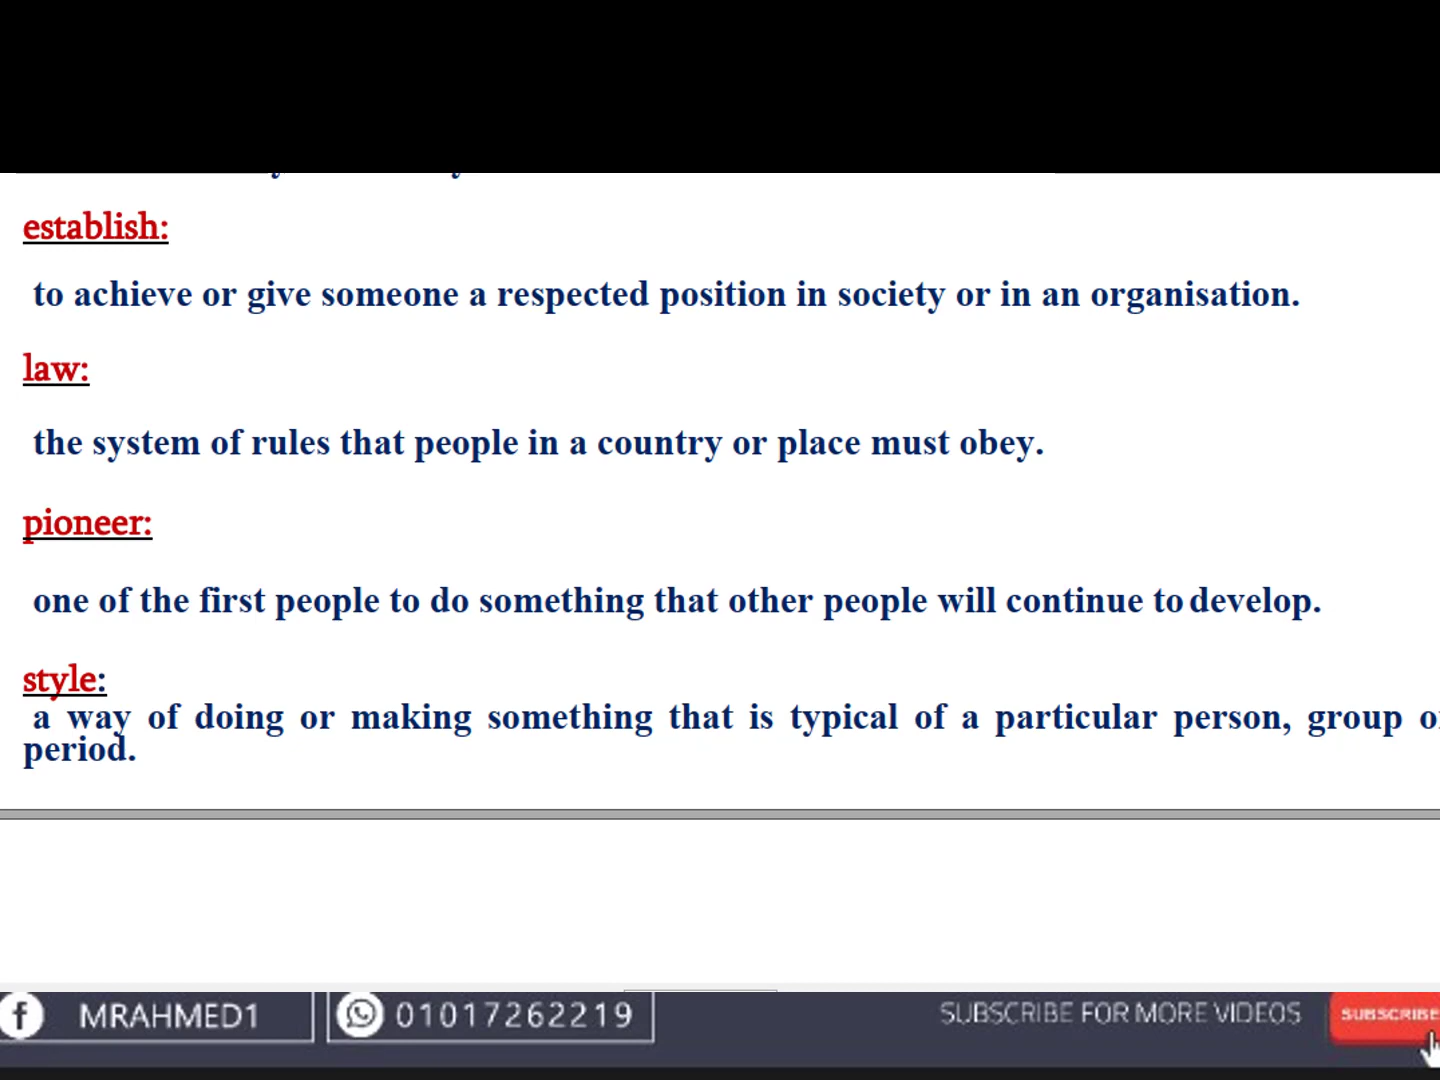 establish:
to achieve or give someone a respected position in society or in an organisation.
law:
the system of rules that people in a country or place must obey.
pioneer:
one of the first people to do something that other people will continue to develop.
style:
a way of doing or making something that is typical of a particular person, group
period.
MRAHMED1
01017262219
SUBSCRIBE FOR MORE VIDEOS
SUBSCRIBE